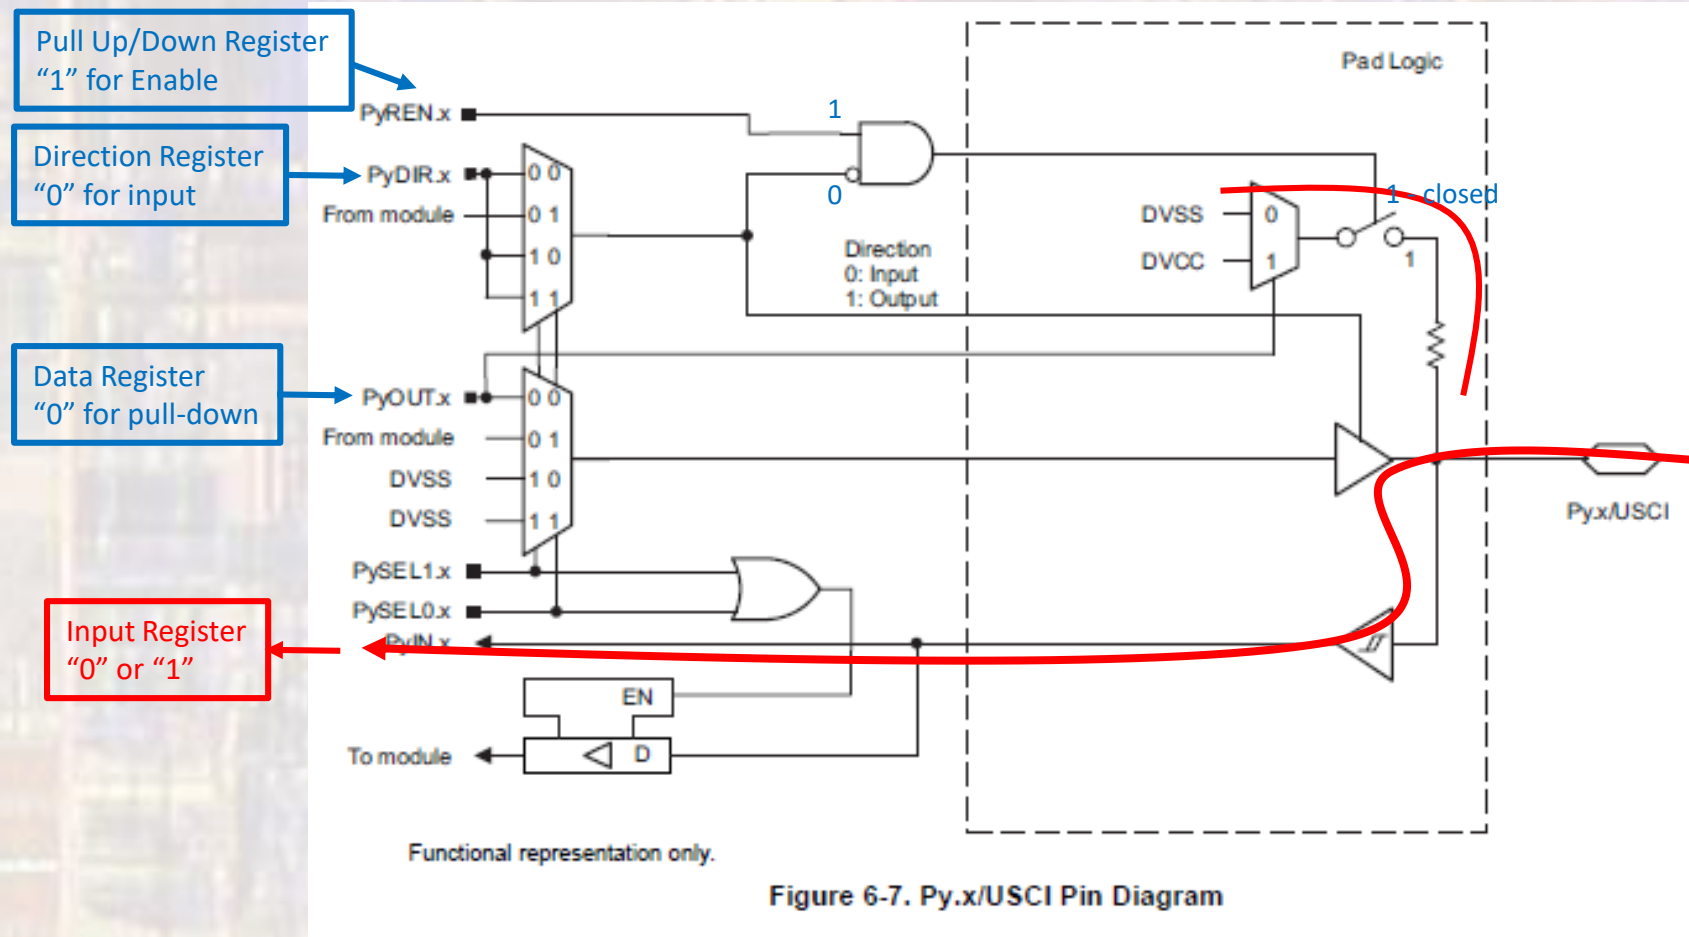 Pull Up/Down Register
“1” for Enable
Pad Logic
PyREN.x
1
Direction Register
“0” for input
PyDIR.x
0 0
From module
0 1
1 0
1 1
0
1 - closed
DVSS
0
DVCC
1
1
Direction
0: Input
1: Output
Data Register
“0” for pull-down
PyOUT.x
0 0
From module
0 1
DVSS
1 0
DVSS
1 1
Py.x/USCI
PySEL1.x
PySEL0.x
PyIN.x
Input Register
“0” or “1”
EN
To module
D
Functional representation only.
Figure 6-7. Py.x/USCI Pin Diagram